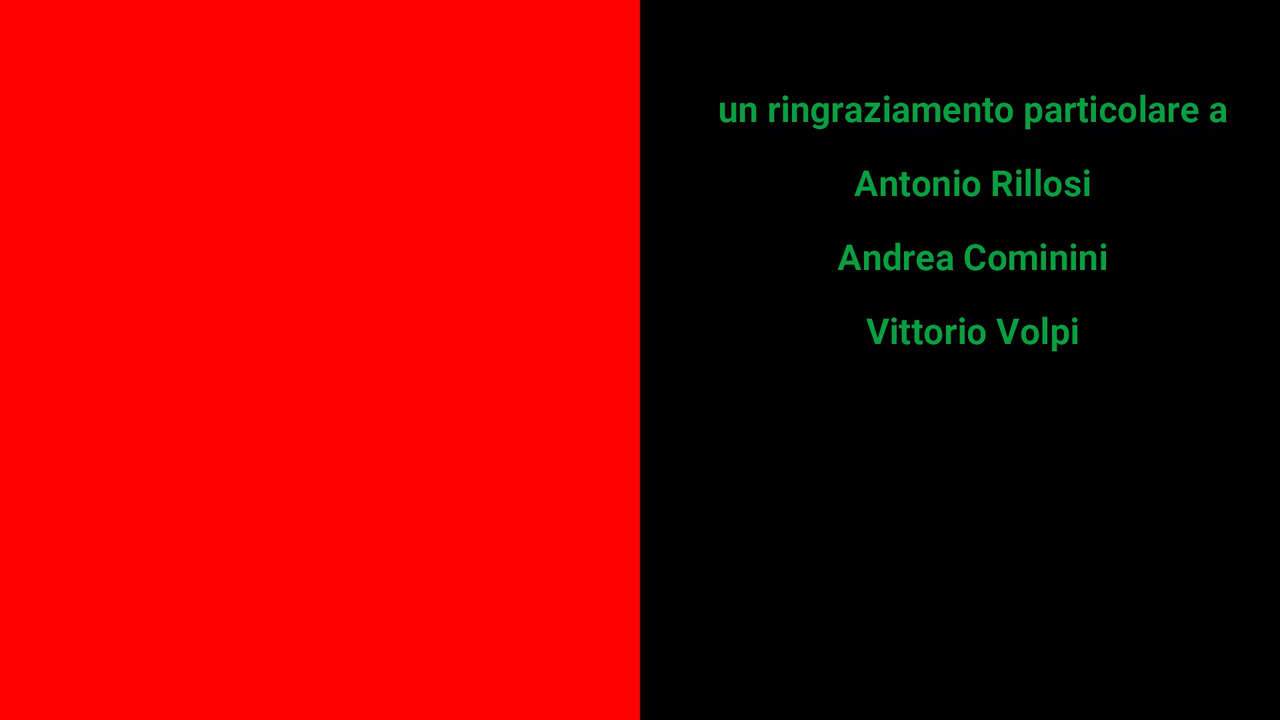 un ringraziamento particolare a
Antonio Rillosi
Andrea Cominini
Vittorio Volpi